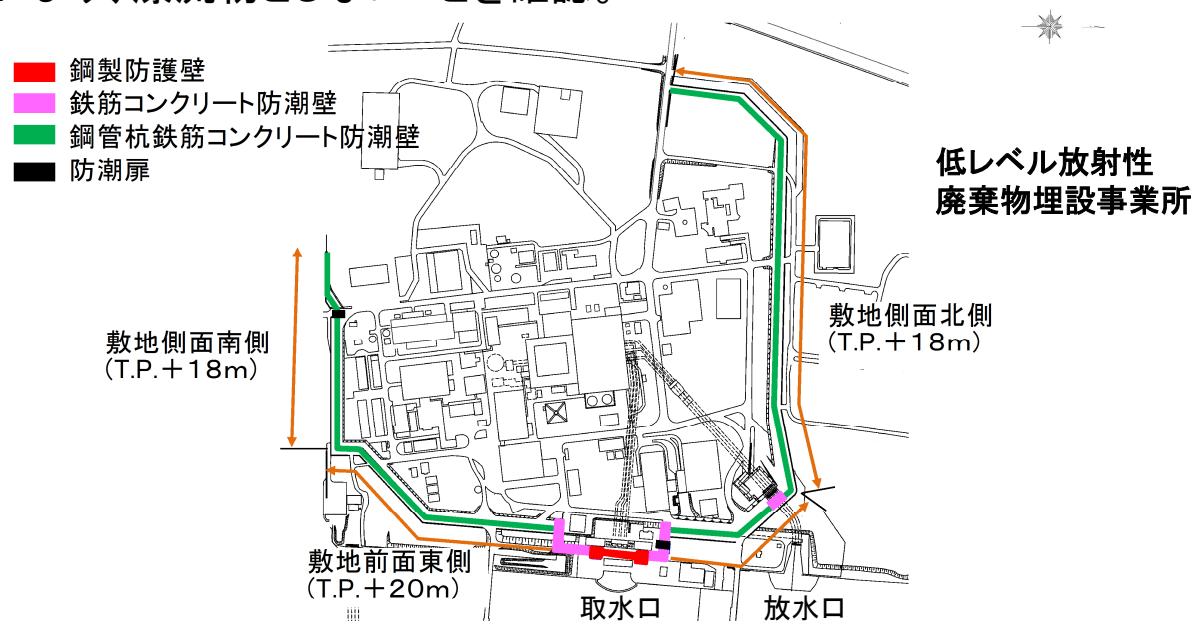 鋼製防護壁
鉄筋コンクリート防潮壁
鋼管杭鉄筋コンクリート防潮壁
防潮扉
低レベル放射性
廃棄物埋設事業所
敷地側面南側
(T.P.+18m)
敷地側面北側
(T.P.+18m)
敷地前面東側
(T.P.+20m)
取水口
放水口